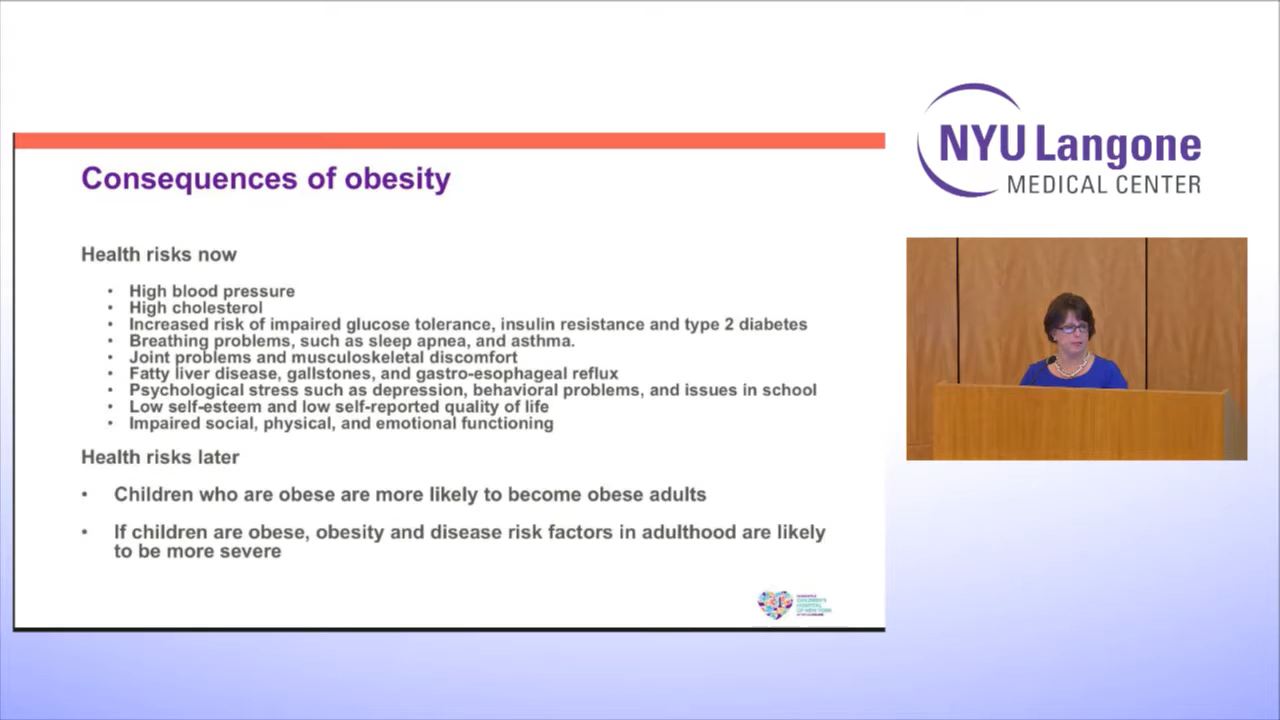 Consequences of obesity
Health risks now
• High blood pressure
• High cholesterol
• Increased risk of impaired glucose tolerance, insulin resistance and type 2 diabetes
• Breathing problems, such as sleep apnea, and asthma.
• Joint problems and musculoskeletal discomfort
• Fatty liver disease, gallstones, and gastro-esophageal reflux
• Psychological stress such as depression, behavioral problems, and issues in school
• Low self-esteem and low self-reported quality of life
• Impaired social, physical, and emotional functioning
Health risks later
• Children who are obese are more likely to become obese adults
• If children are obese, obesity and disease risk factors in adulthood are likely
to be more severe
CHILDREN'S
HOSPITAL
OF NEW YORK
NYU Langone
MEDICAL CENTER